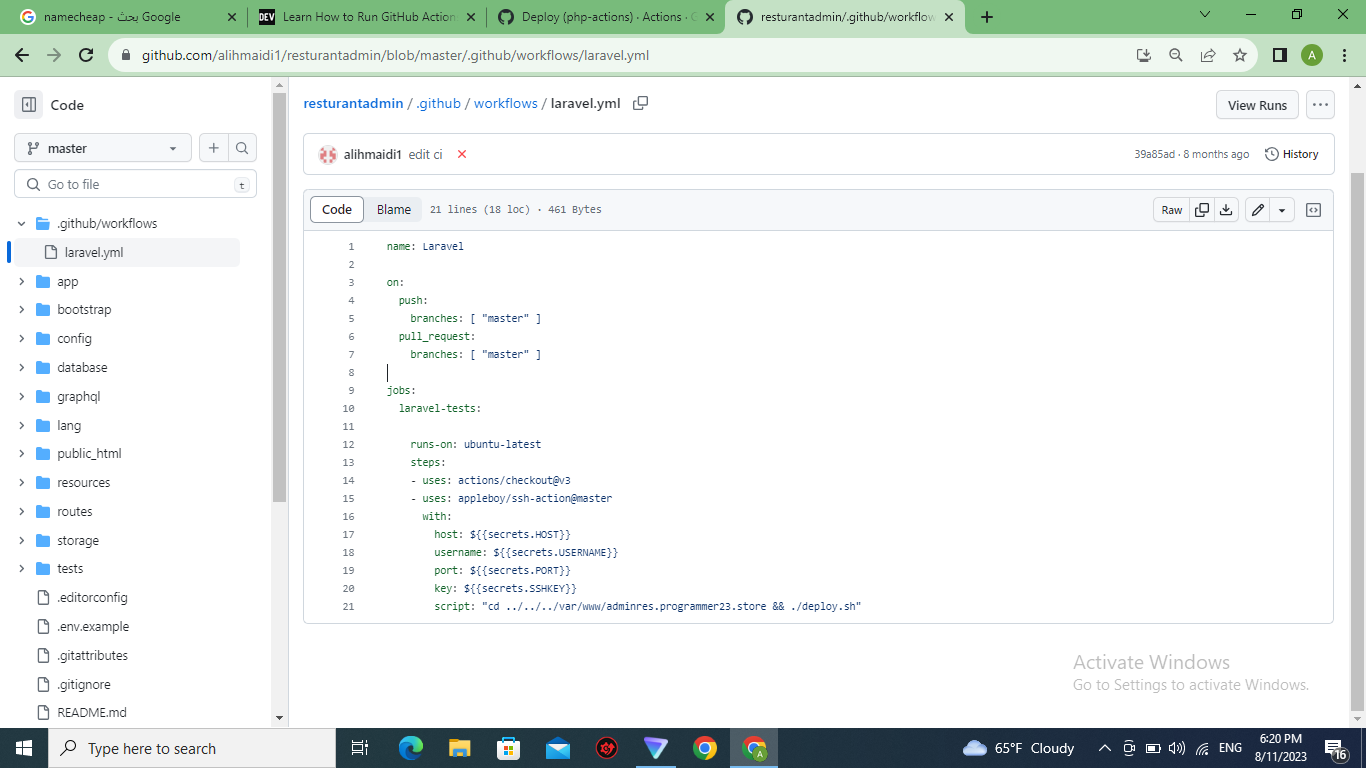 namecheap - بحث Google
DEV Learn How to Run GitHub Action
Deploy (php-actions) · Actions ·
resturantadmin/.github/workflow
github.com/alihmaidi1/resturantadmin/blob/master/.github/workflows/laravel.yml
A
Code
master
Go to file
t
.github/workflows
laravel.yml
app
bootstrap
config
database
graphql
lang
public_html
resources
routes
storage
tests
.editorconfig
.env.example
.gitattributes
.gitignore
README.md
resturantadmin / .github / workflows / laravel.yml
View Runs
alihmaidi1 edit ci
39a85ad · 8 months ago History
Code Blame 21 lines (18 loc) · 461 Bytes
Raw
1 name: Laravel
2
3 on:
4 push:
5 branches: [ "master" ]
6 pull_request:
7 branches: [ "master" ]
8
9 jobs:
10 laravel-tests:
11
12 runs-on: ubuntu-latest
13 steps:
14 - uses: actions/checkout@v3
15 - uses: appleboy/ssh-action@master
16 with:
17 host: ${{secrets.HOST}}
18 username: ${{secrets.USERNAME}}
19 port: ${{secrets.PORT}}
20 key: ${{secrets.SSHKEY}}
21 script: "cd ../../../var/www/adminres.programmer23.store && ./deploy.sh"
Activate Windows
Go to Settings to activate Windows.
Type here to search
A
65°F Cloudy
ENG
6:20 PM
8/11/2023
16